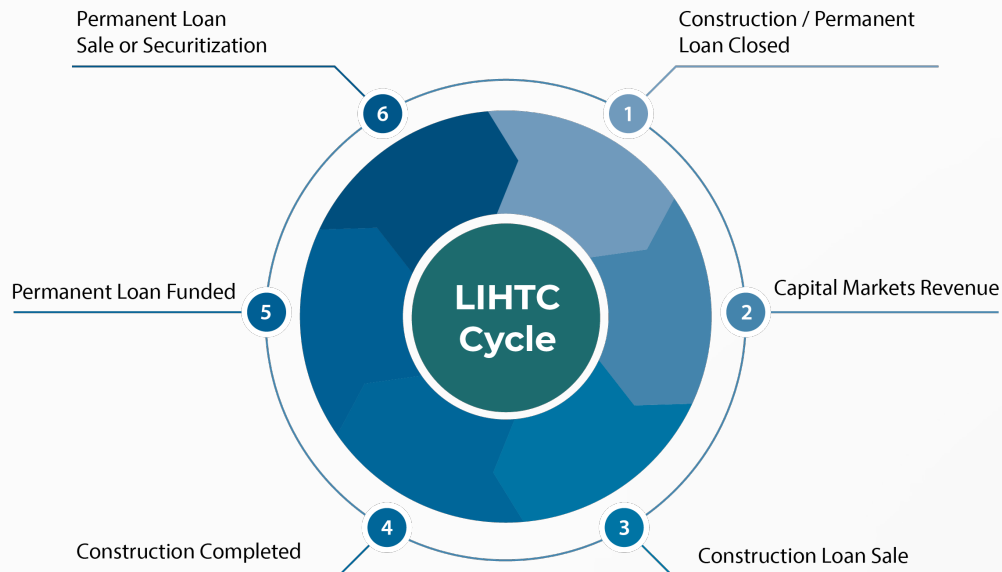 Permanent Loan
Sale or Securitization
Construction / Permanent
Loan Closed
6
1
LIHTC
Cycle
Permanent Loan Funded
5
2
Capital Markets Revenue
4
3
Construction Completed
Construction Loan Sale